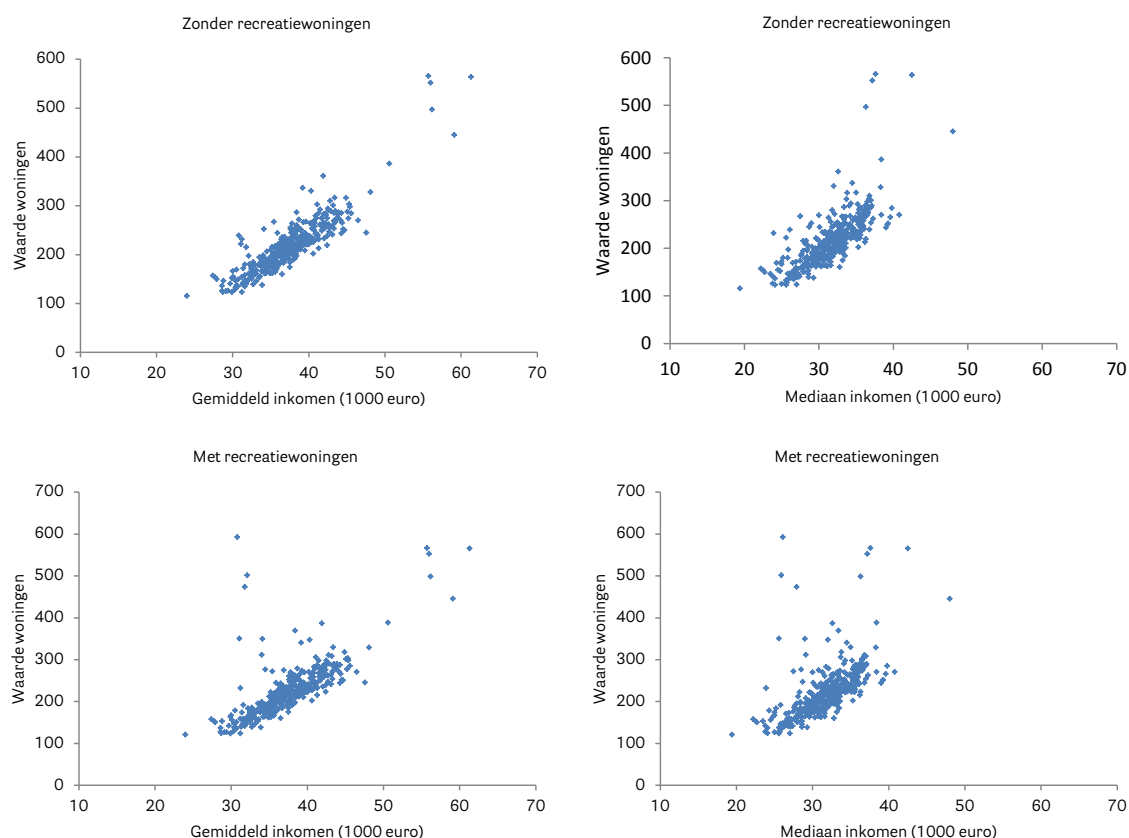 Zonder recreatiewoningen
600
500
400
300
200
100
0
Waarde woningen
10 20 30 40 50 60 70
Gemiddeld inkomen (1000 euro)
Zonder recreatiewoningen
600
500
400
300
200
100
0
Waarde woningen
10 20 30 40 50 60 70
Mediaan inkomen (1000 euro)
Met recreatiewoningen
700
600
500
400
300
200
100
0
Waarde woningen
10 20 30 40 50 60 70
Gemiddeld inkomen (1000 euro)
Met recreatiewoningen
700
600
500
400
300
200
100
0
Waarde woningen
10 20 30 40 50 60 70
Mediaan inkomen (1000 euro)